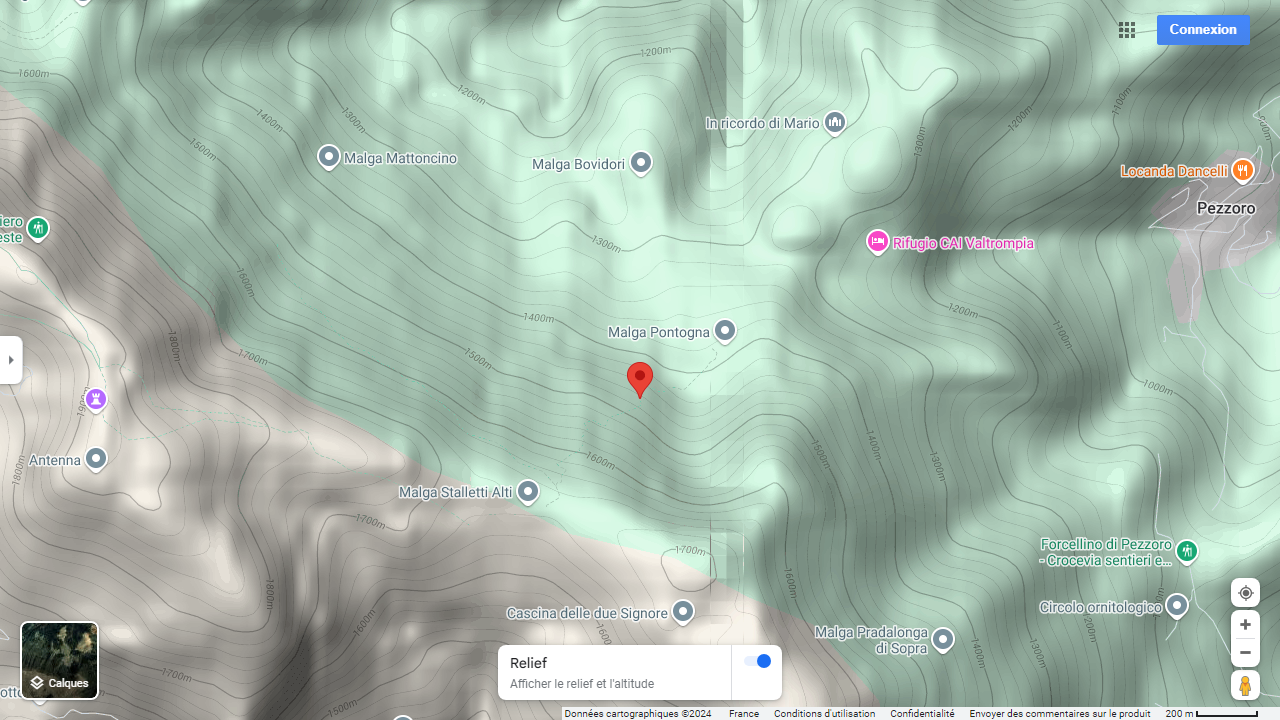 Connexion
1600m
1200m
1200m
1400m
1300m
1500m
1100m
1200m
1300m
In ricordo di Mario
Malga Mattoncino
Malga Bovidori
Locanda Dancelli
Pezzoro
iero
este
1300m
Rifugio CAI Valtrompia
1600m
1400m
1200m
1100m
Malga Pontogna
1800m
1700m
1500m
1000m
Antenna
1800m
1600m
1500m
1400m
1300m
Malga Stalletti Alti
1700m
1700m
Forcellino di Pezzoro
- Crocevia sentieri e...
1800m
1600m
1600m
Cascina delle due Signore
1600m
Circolo ornitologico
1200m
Malga Pradalonga
di Sopra
1400m
1300m
Relief
Afficher le relief et l'altitude
1700m
1500m
otto
Calques
Données cartographiques ©2024 France Conditions d'utilisation Confidentialité Envoyer des commentaires sur le produit 200 m